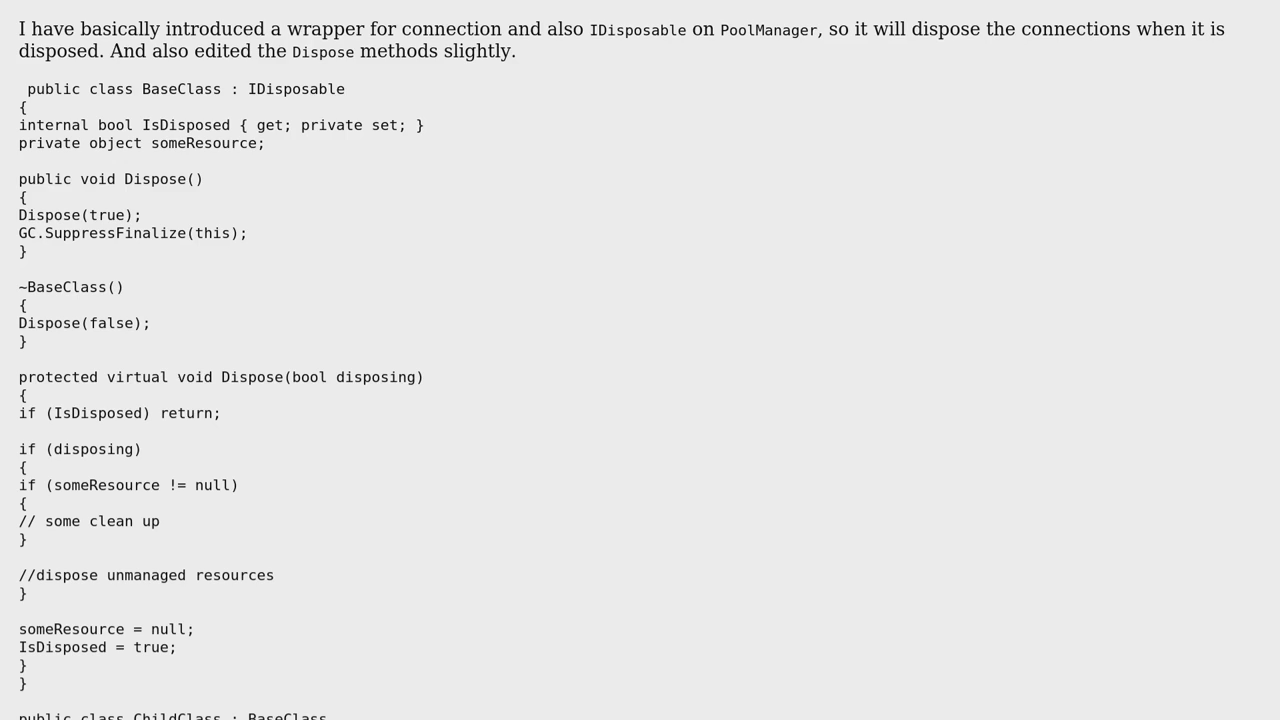 I have basically introduced a wrapper for connection and also IDisposable on PoolManager, so it will dispose the connections when it is
disposed. And also edited the Dispose methods slightly.
public class BaseClass : IDisposable
{
internal bool IsDisposed { get; private set; }
private object someResource;
public void Dispose()
{
Dispose(true);
GC.SuppressFinalize(this);
}
~BaseClass()
{
Dispose(false);
}
protected virtual void Dispose(bool disposing)
{
if (IsDisposed) return;
if (disposing)
{
if (someResource != null)
{
// some clean up
}
//dispose unmanaged resources
}
someResource = null;
IsDisposed = true;
}
}
public class ChildClass : BaseClass